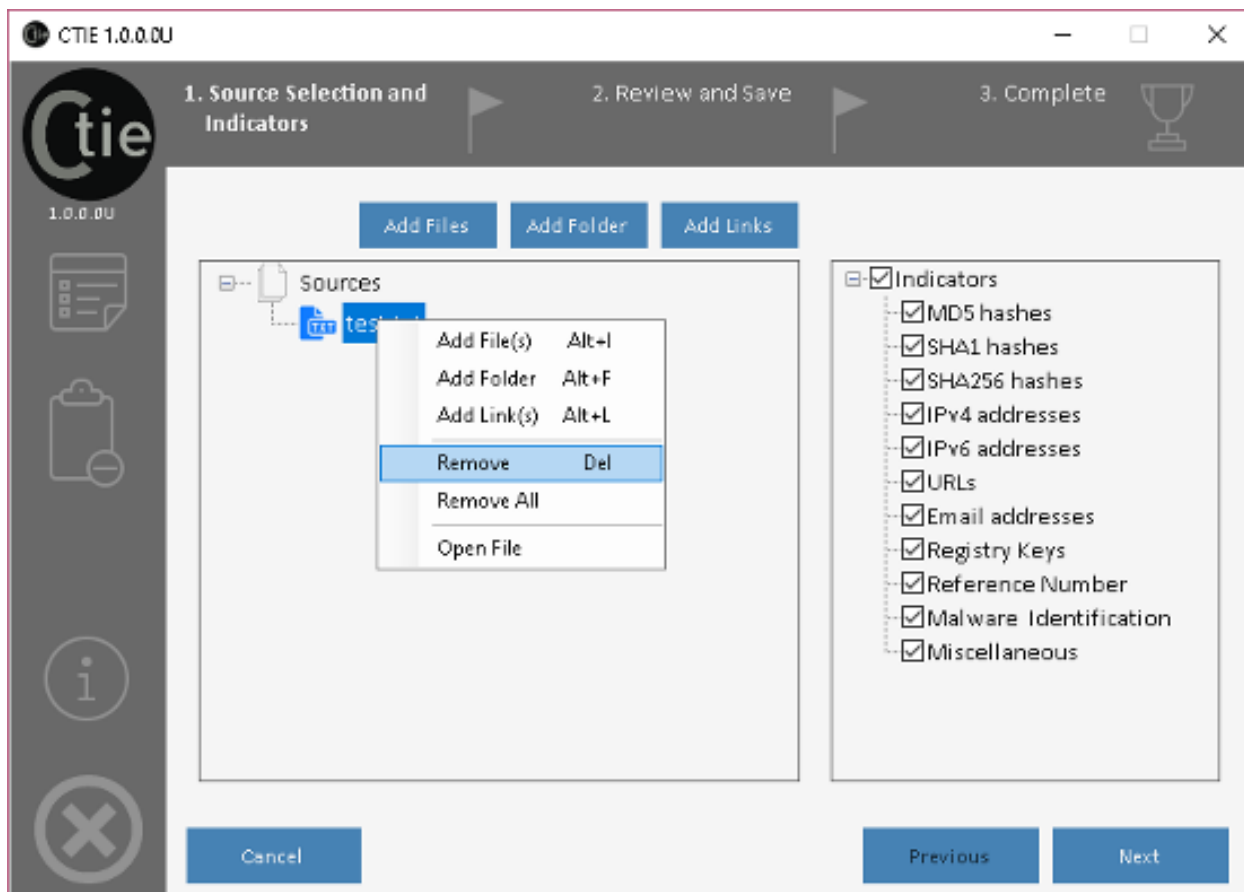 CTIE 1.0.0.0U
Ctie
1.0.0.0U
1. Source Selection and
Indicators
2. Review and Save
3. Complete
Add Files
Add Folder
Add Links
Sources
TXT
Add File(s) Alt+I
Add Folder Alt+F
Add Link(s) Alt+L
Remove Del
Remove All
Open File
Indicators
MD5 hashes
SHA1 hashes
SHA256 hashes
IPv4 addresses
IPv6 addresses
URLs
Email addresses
Registry Keys
Reference Number
Malware Identification
Miscellaneous
Cancel
Previous
Next